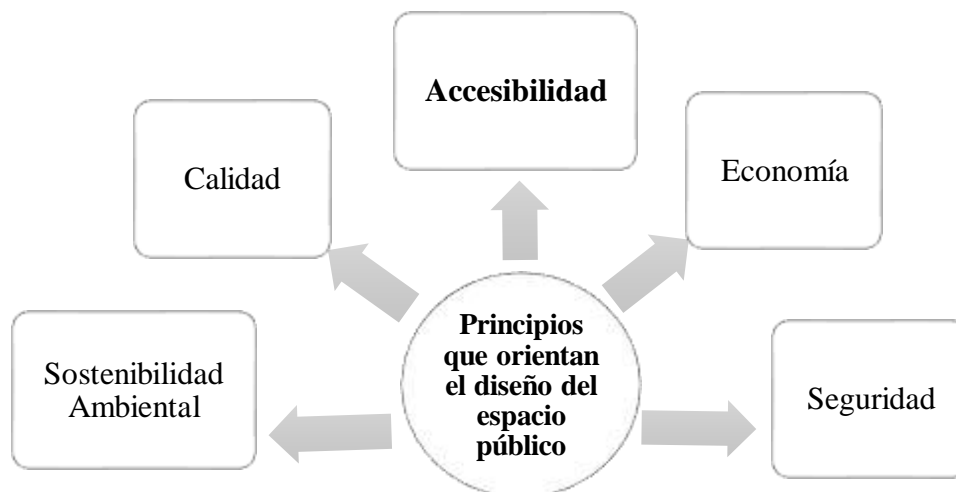 Accesibilidad
Calidad
Economía
Sostenibilidad
Ambiental
Principios
que orientan
el diseño del
espacio
público
Seguridad